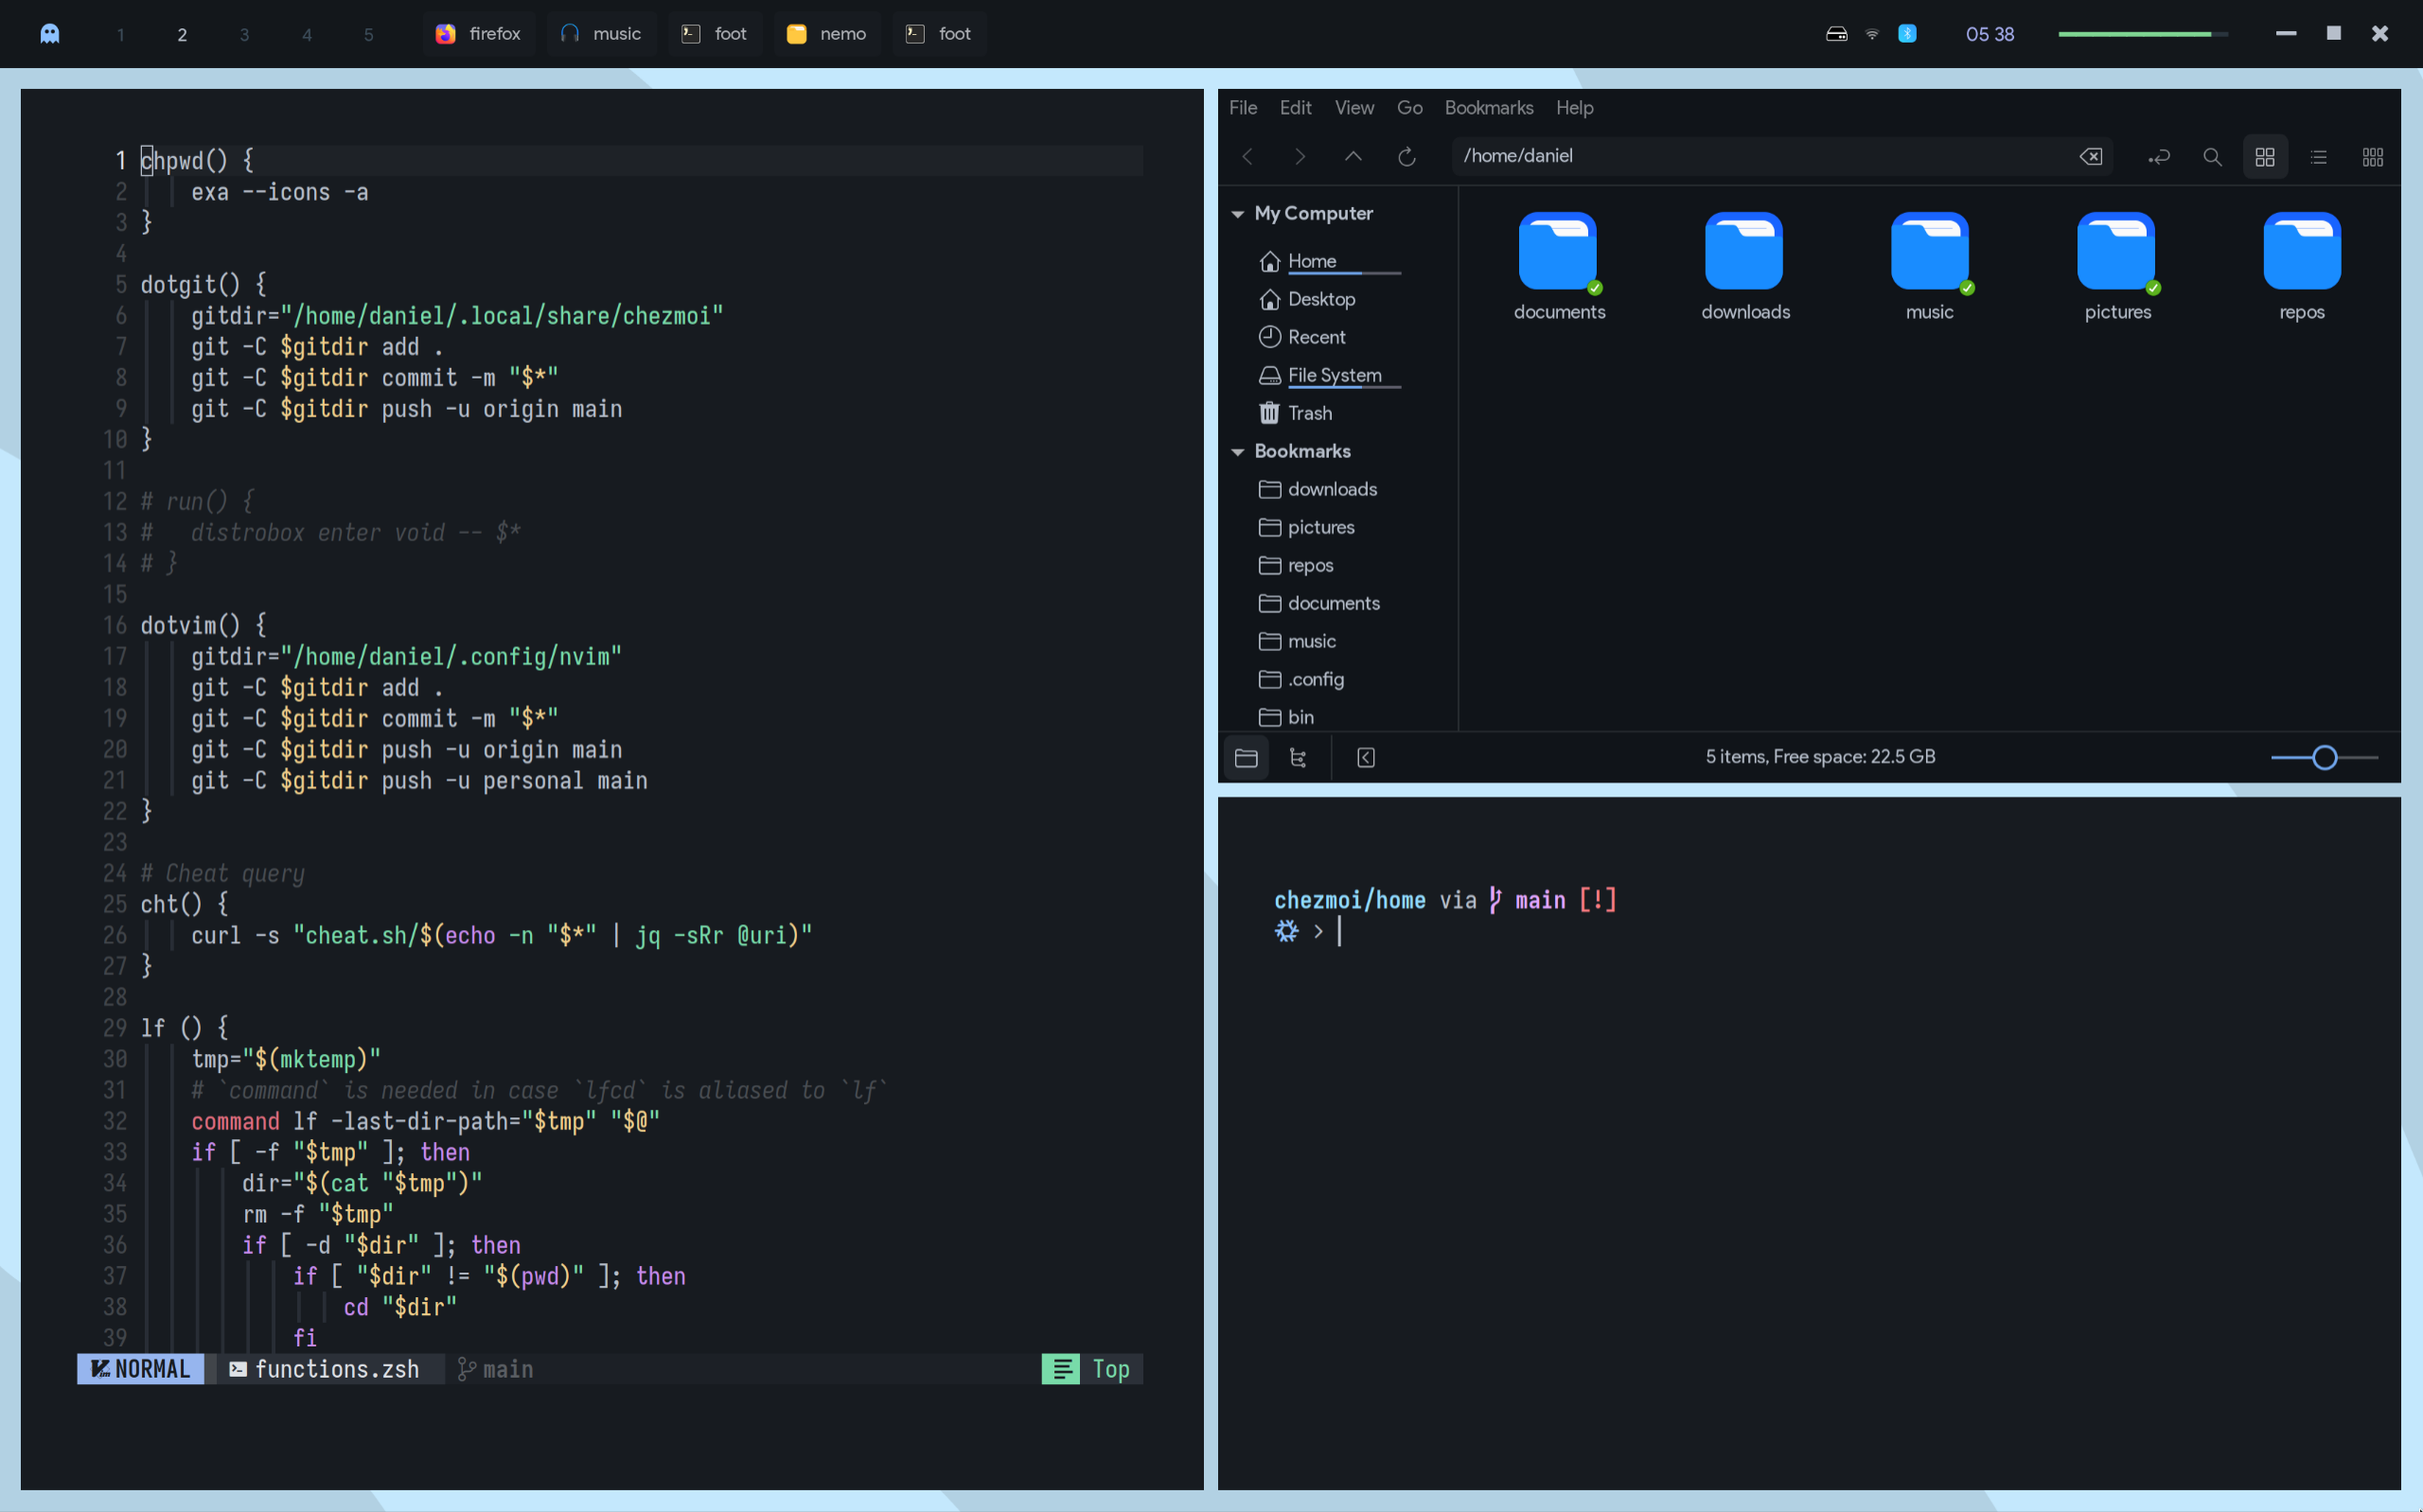 1 2 3 4 5 firefox music foot nemo foot 05 38
1 chpwd() {
2 exa --icons -a
3 }
4
5 dotgit() {
6 gitdir="/home/daniel/.local/share/chezmoi"
7 git -C $gitdir add .
8 git -C $gitdir commit -m "$*"
9 git -C $gitdir push -u origin main
10 }
11
12 # run() {
13 #   distrobox enter void -- $*
14 # }
15
16 dotvim() {
17 gitdir="/home/daniel/.config/nvim"
18 git -C $gitdir add .
19 git -C $gitdir commit -m "$*"
20 git -C $gitdir push -u origin main
21 git -C $gitdir push -u personal main
22 }
23
24 # Cheat query
25 cht() {
26 curl -s "cheat.sh/$(echo -n "$*" | jq -sRr @uri)"
27 }
28
29 lf () {
30 tmp="$(mktemp)"
31 # `command` is needed in case `lfcd` is aliased to `lf`
32 command lf -last-dir-path="$tmp" "$@"
33 if [ -f "$tmp" ]; then
34 dir="$(cat "$tmp")"
35 rm -f "$tmp"
36 if [ -d "$dir" ]; then
37 if [ "$dir" != "$(pwd)" ]; then
38 cd "$dir"
39 fi
NORMAL functions.zsh main Top
File Edit View Go Bookmarks Help
/home/daniel
My Computer
Home
Desktop
Recent
File System
Trash
Bookmarks
downloads
pictures
repos
documents
music
.config
bin
documents downloads music pictures repos
5 items, Free space: 22.5 GB
chezmoi/home via main [!]
>